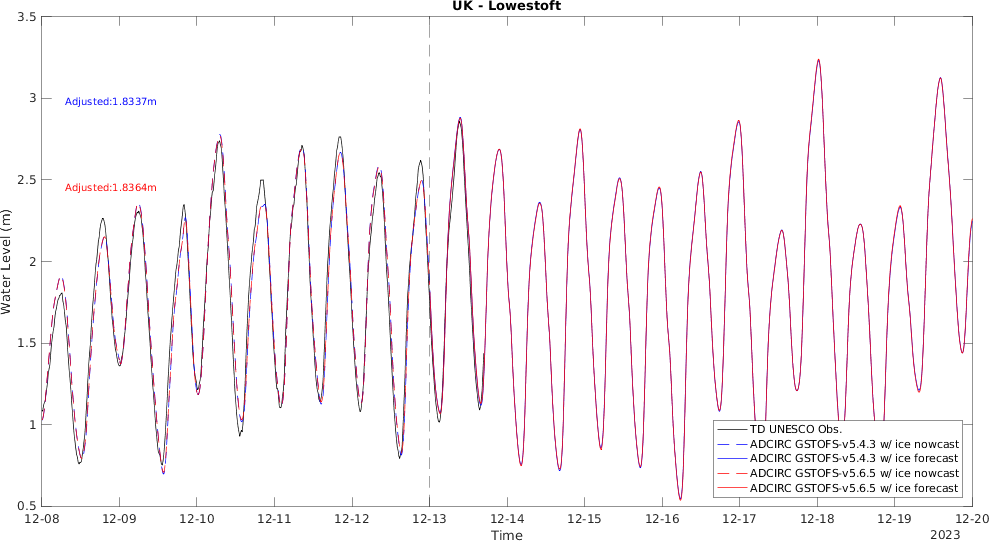 UK - Lowestoft
3.5
3
2.5
2
1.5
1
0.5
Water Level (m)
Adjusted:1.8337m
Adjusted:1.8364m
TD UNESCO Obs.
ADCIRC GSTOFS-v5.4.3 w/ ice nowcast
ADCIRC GSTOFS-v5.4.3 w/ ice forecast
ADCIRC GSTOFS-v5.6.5 w/ ice nowcast
ADCIRC GSTOFS-v5.6.5 w/ ice forecast
12-08 12-09 12-10 12-11 12-12 12-13 12-14 12-15 12-16 12-17 12-18 12-19 12-20
Time
2023